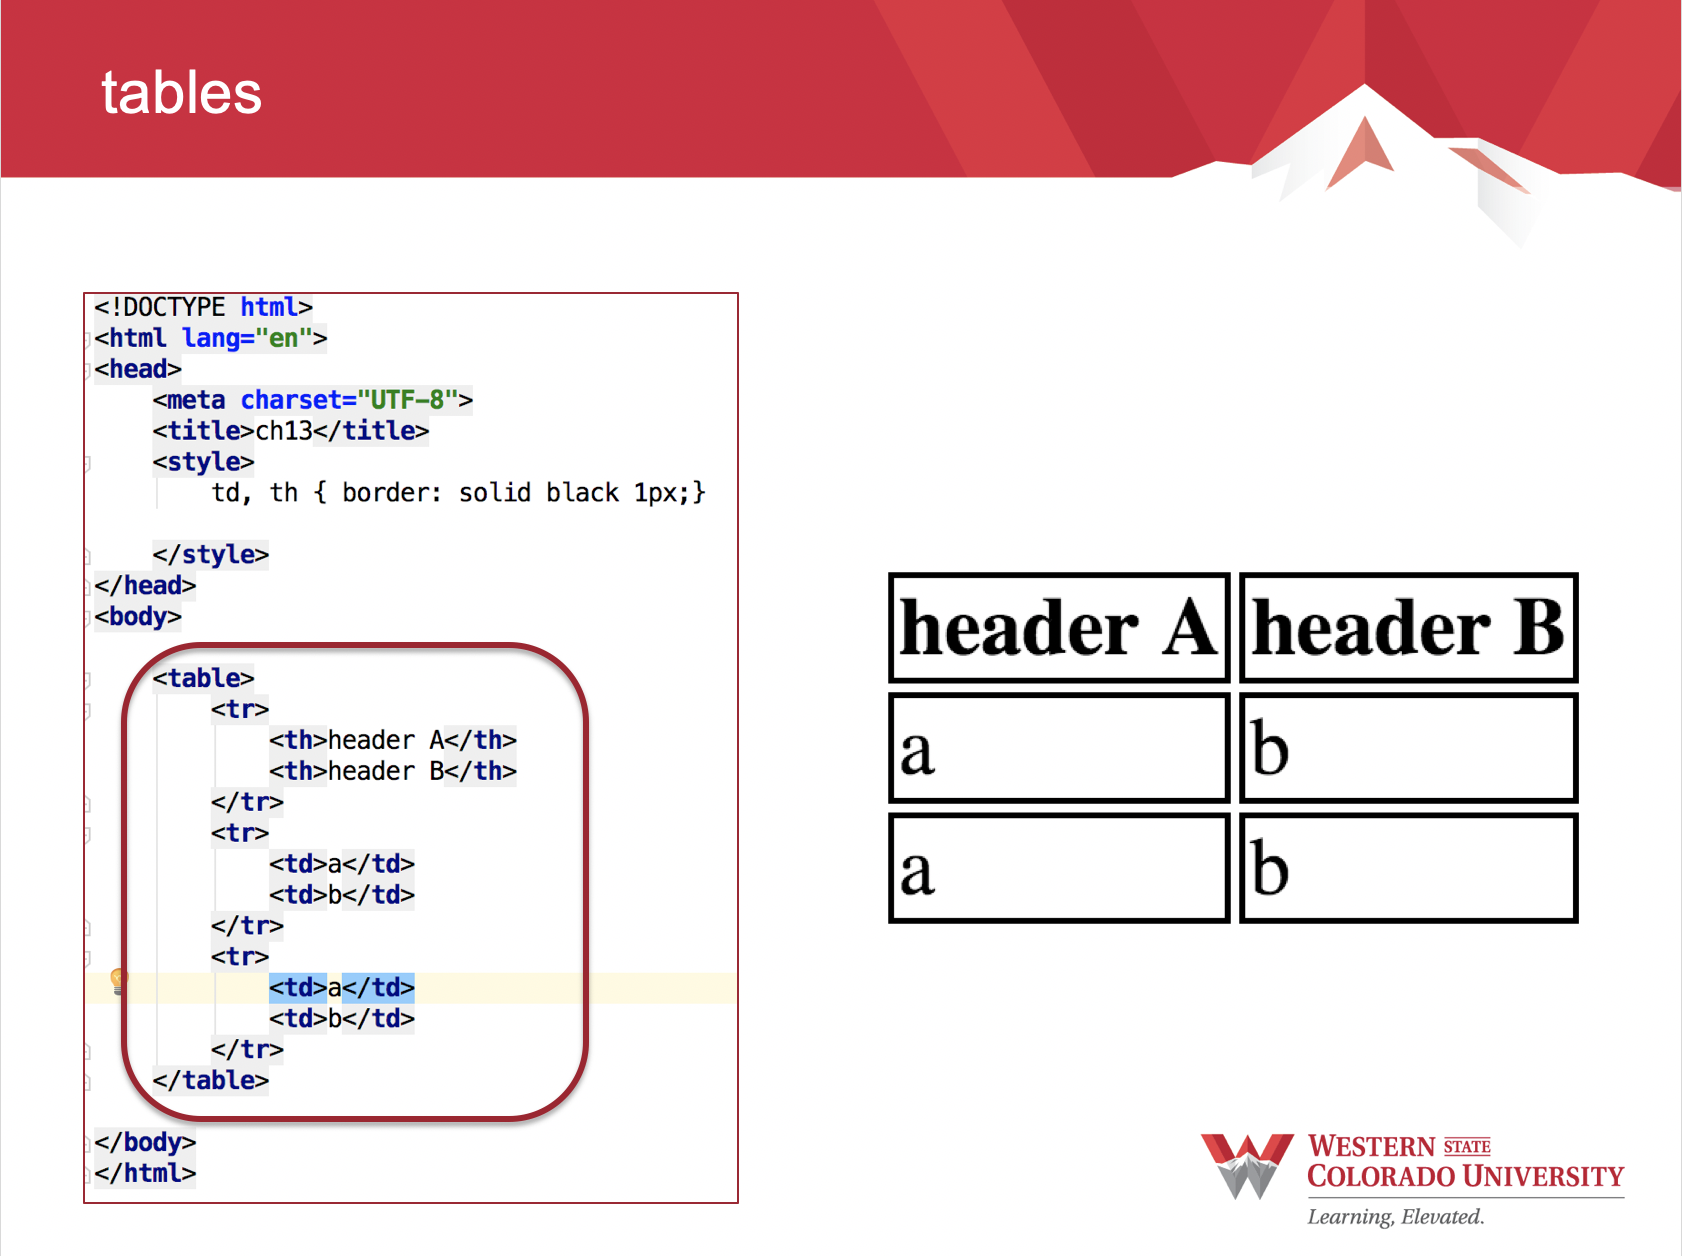 tables
<!DOCTYPE html>
<html lang="en">
<head>
    <meta charset="UTF-8">
    <title>ch13</title>
    <style>
        td, th { border: solid black 1px;}
    </style>
</head>
<body>
    <table>
        <tr>
            <th>header A</th>
            <th>header B</th>
        </tr>
        <tr>
            <td>a</td>
            <td>b</td>
        </tr>
        <tr>
            <td>a</td>
            <td>b</td>
        </tr>
    </table>
</body>
</html>
header A header B
a b
a b
WESTERN STATE
COLORADO UNIVERSITY
Learning, Elevated.